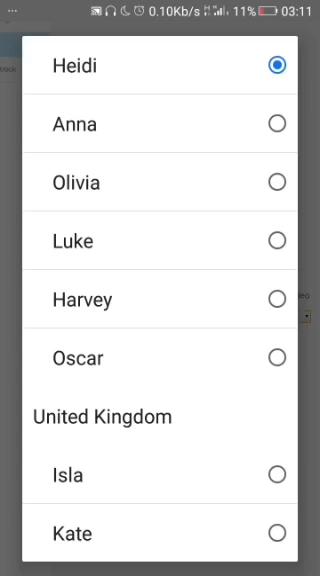 ... 0.10Kb/s 11% 03:11
Heidi
Anna
Olivia
Luke
Harvey
Oscar
United Kingdom
Isla
Kate